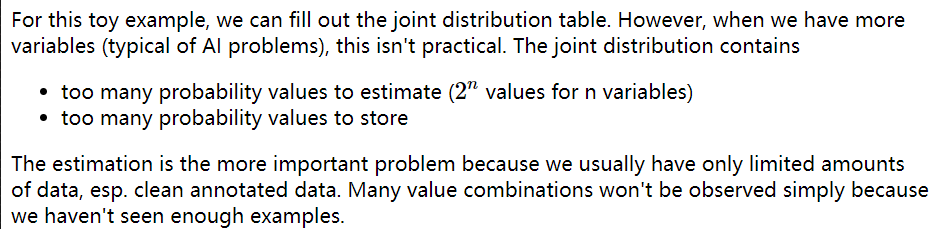 For this toy example, we can fill out the joint distribution table. However, when we have more
variables (typical of AI problems), this isn't practical. The joint distribution contains
• too many probability values to estimate (2ⁿ values for n variables)
• too many probability values to store
The estimation is the more important problem because we usually have only limited amounts
of data, esp. clean annotated data. Many value combinations won't be observed simply because
we haven't seen enough examples.